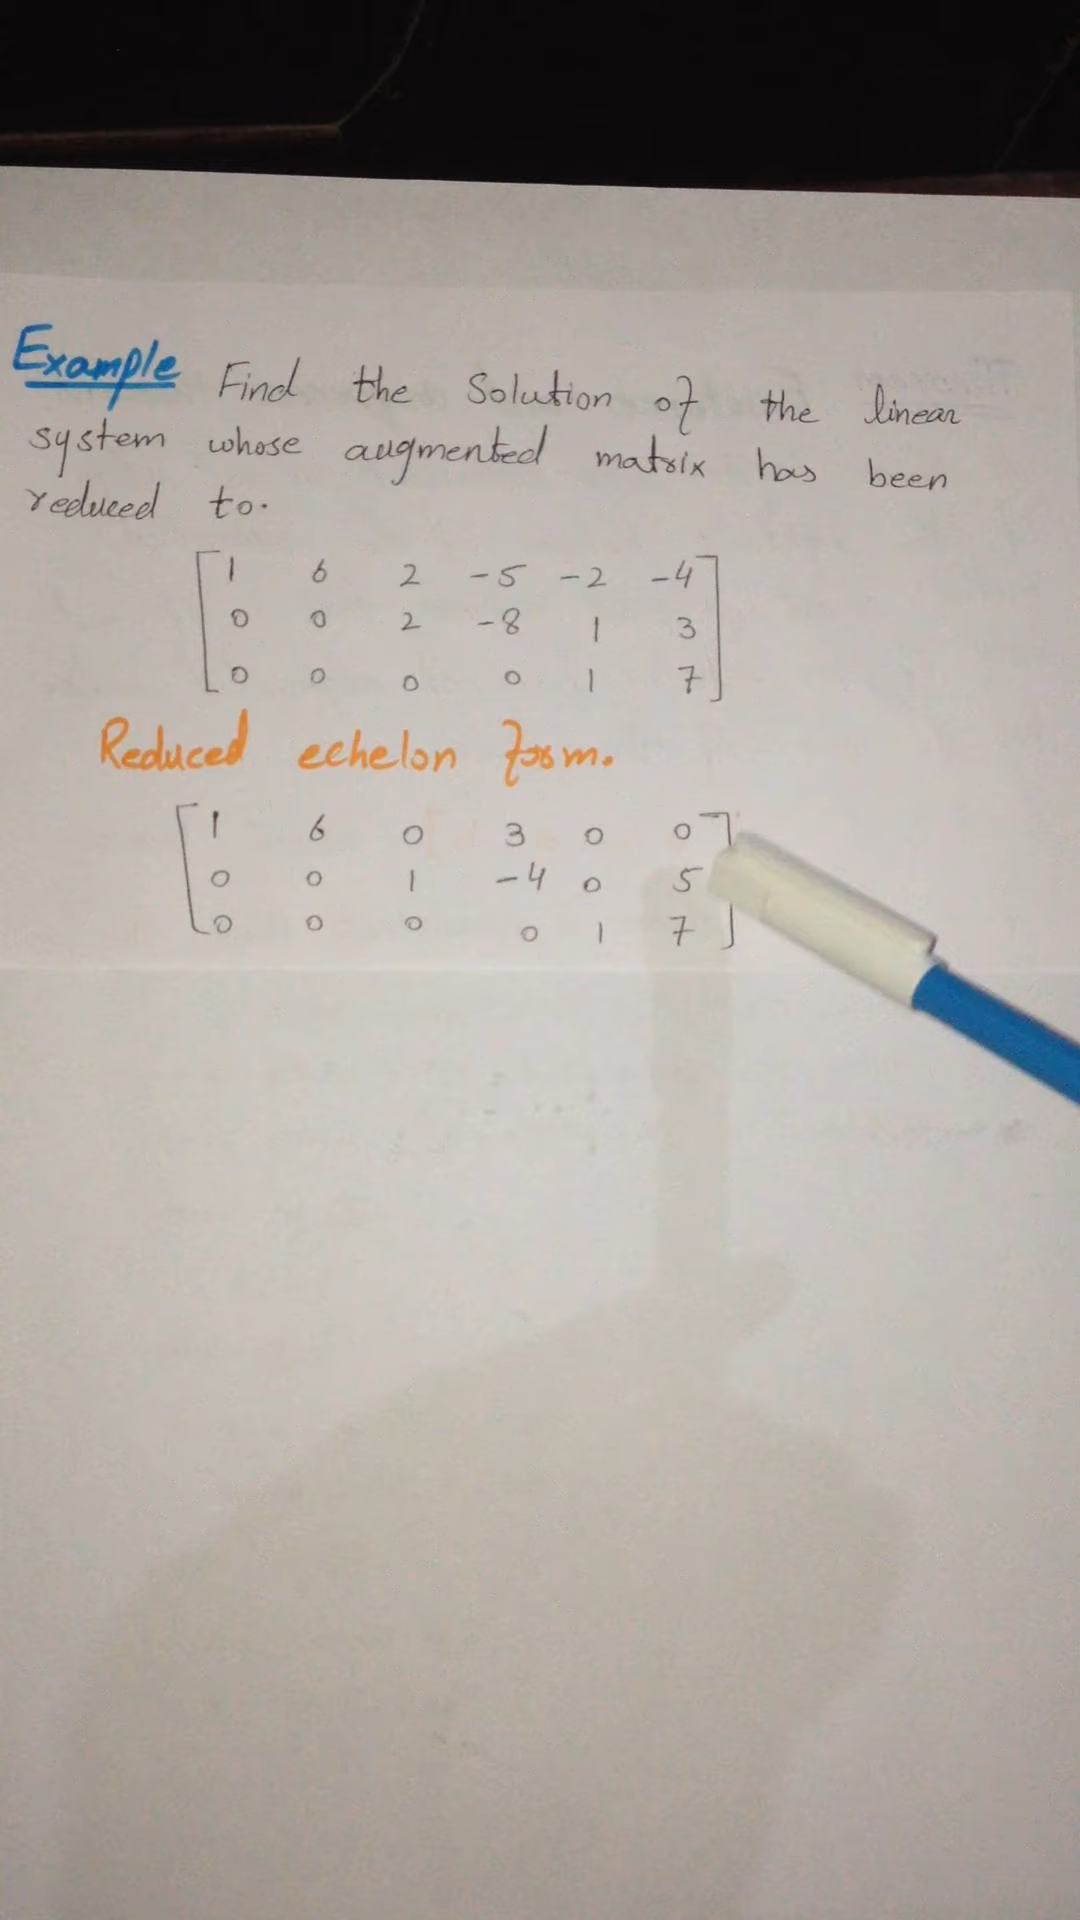 Example Find the Solution of the linear
system whose augmented matrix has been
reduced to.
1 6 2 -5 -2 -4
0 0 2 -8 1 3
0 0 0 0 1 7
Reduced echelon form.
1 6 0 3 0 0
0 0 1 -4 0 5
0 0 0 0 1 7